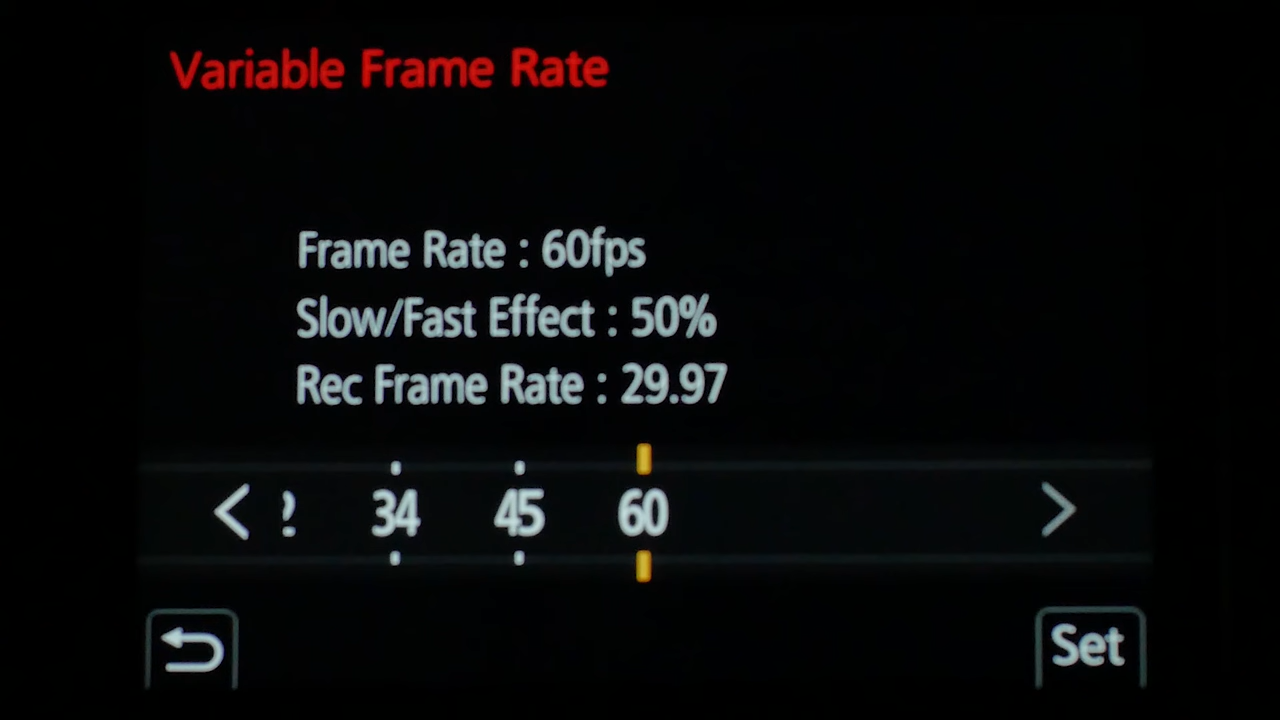 Variable Frame Rate
Frame Rate : 60fps
Slow/Fast Effect : 50%
Rec Frame Rate : 29.97
34 45 60
Set